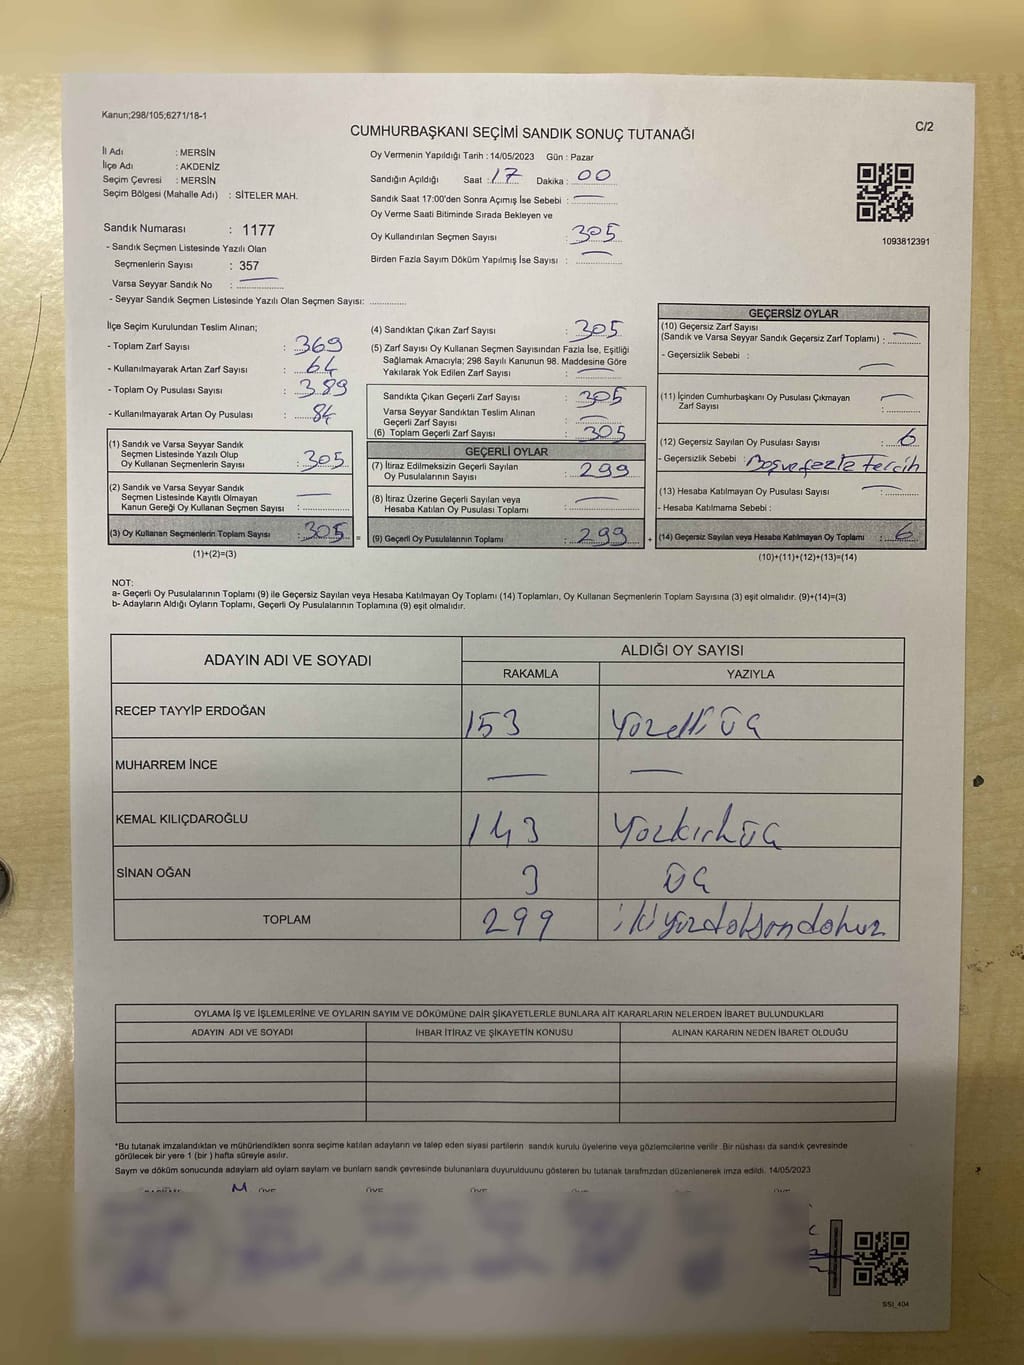 Kanun;298/105;6271/18-1
CUMHURBAŞKANI SEÇİMİ SANDIK SONUÇ TUTANAĞI
C/2
İl Adı : MERSİN
İlçe Adı : AKDENİZ
Seçim Çevresi : MERSİN
Seçim Bölgesi (Mahalle Adı) : SİTELER MAH.
Sandık Numarası : 1177
- Sandık Seçmen Listesinde Yazılı Olan
Seçmenlerin Sayısı : 357
Varsa Seyyar Sandık No : —
- Seyyar Sandık Seçmen Listesinde Yazılı Olan Seçmen Sayısı: ............
Oy Vermenin Yapıldığı Tarih : 14/05/2023 Gün : Pazar
Sandığın Açıldığı Saat : 17 Dakika : 00
Sandık Saat 17:00'den Sonra Açımış İse Sebebi : —
Oy Verme Saati Bitiminde Sırada Bekleyen ve
Oy Kullandırılan Seçmen Sayısı : 305
Birden Fazla Sayım Döküm Yapılmış İse Sayısı : —
1093812391
İlçe Seçim Kurulundan Teslim Alınan;
- Toplam Zarf Sayısı : 369
- Kullanılmayarak Artan Zarf Sayısı : 64
- Toplam Oy Pusulası Sayısı : 389
- Kullanılmayarak Artan Oy Pusulası : 84
(1) Sandık ve Varsa Seyyar Sandık
Seçmen Listesinde Yazılı Olup
Oy Kullanan Seçmenlerin Sayısı : 305
(2) Sandık ve Varsa Seyyar Sandık
Seçmen Listesinde Kayıtlı Olmayan
Kanun Gereği Oy Kullanan Seçmen Sayısı : —
(3) Oy Kullanan Seçmenlerin Toplam Sayısı : 305 =
(1)+(2)=(3)
(4) Sandıktan Çıkan Zarf Sayısı : 305
(5) Zarf Sayısı Oy Kullanan Seçmen Sayısından Fazla İse, Eşitliği
Sağlamak Amacıyla; 298 Sayılı Kanunun 98. Maddesine Göre
Yakılarak Yok Edilen Zarf Sayısı : —
Sandıkta Çıkan Geçerli Zarf Sayısı : 305
Varsa Seyyar Sandıktan Teslim Alınan
Geçerli Zarf Sayısı : —
(6) Toplam Geçerli Zarf Sayısı : 305
GEÇERLİ OYLAR
(7) İtiraz Edilmeksizin Geçerli Sayılan
Oy Pusulalarının Sayısı : 299
(8) İtiraz Üzerine Geçerli Sayılan veya
Hesaba Katılan Oy Pusulası Toplamı : —
(9) Geçerli Oy Pusulalarının Toplamı : 299 +
GEÇERSİZ OYLAR
(10) Geçersiz Zarf Sayısı
(Sandık ve Varsa Seyyar Sandık Geçersiz Zarf Toplamı) : —
- Geçersizlik Sebebi : —
(11) İçinden Cumhurbaşkanı Oy Pusulası Çıkmayan
Zarf Sayısı : —
(12) Geçersiz Sayılan Oy Pusulası Sayısı : 6
- Geçersizlik Sebebi : Boş ve fazla tercih
(13) Hesaba Katılmayan Oy Pusulası Sayısı : —
- Hesaba Katılmama Sebebi :
(14) Geçersiz Sayılan veya Hesaba Katılmayan Oy Toplamı : 6
(10)+(11)+(12)+(13)=(14)
NOT:
a- Geçerli Oy Pusulalarının Toplamı (9) ile Geçersiz Sayılan veya Hesaba Katılmayan Oy Toplamı (14) Toplamları, Oy Kullanan Seçmenlerin Toplam Sayısına (3) eşit olmalıdır. (9)+(14)=(3)
b- Adayların Aldığı Oyların Toplamı, Geçerli Oy Pusulalarının Toplamına (9) eşit olmalıdır.
ADAYIN ADI VE SOYADI
ALDIĞI OY SAYISI
RAKAMLA YAZIYLA
RECEP TAYYİP ERDOĞAN 153 Yüzelli üç
MUHARREM İNCE — —
KEMAL KILIÇDAROĞLU 143 Yüzkırk üç
SİNAN OĞAN 3 üç
TOPLAM 299 iki yüzdoksandokuz
OYLAMA İŞ VE İŞLEMLERİNE VE OYLARIN SAYIM VE DÖKÜMÜNE DAİR ŞİKAYETLERLE BUNLARA AİT KARARLARIN NELERDEN İBARET BULUNDUKLARI
ADAYIN ADI VE SOYADI İHBAR İTİRAZ VE ŞİKAYETİN KONUSU ALINAN KARARIN NEDEN İBARET OLDUĞU
*Bu tutanak imzalandıktan ve mühürlendikten sonra seçime katılan adayların ve talep eden siyasi partilerin sandık kurulu üyelerine veya gözlemcilerine verilir .Bir nüshası da sandık çevresinde
görülecek bir yere 1 (bir ) hafta süreyle asılır.
Sayım ve döküm sonucunda adayların ald oyların sayların ve bunların sandk çevresinde bulunanlara duyurulduunu gösteren bu tutanak tarafmzdan düzenlenerek imza edildi. 14/05/2023
SSI_404